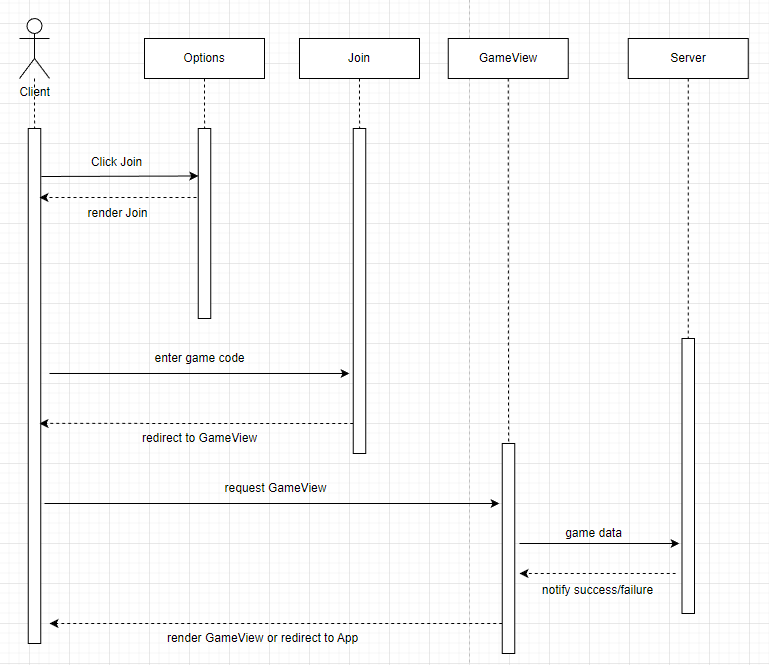 Options
Join
GameView
Server
Client
Click Join
render Join
enter game code
redirect to GameView
request GameView
game data
notify success/failure
render GameView or redirect to App